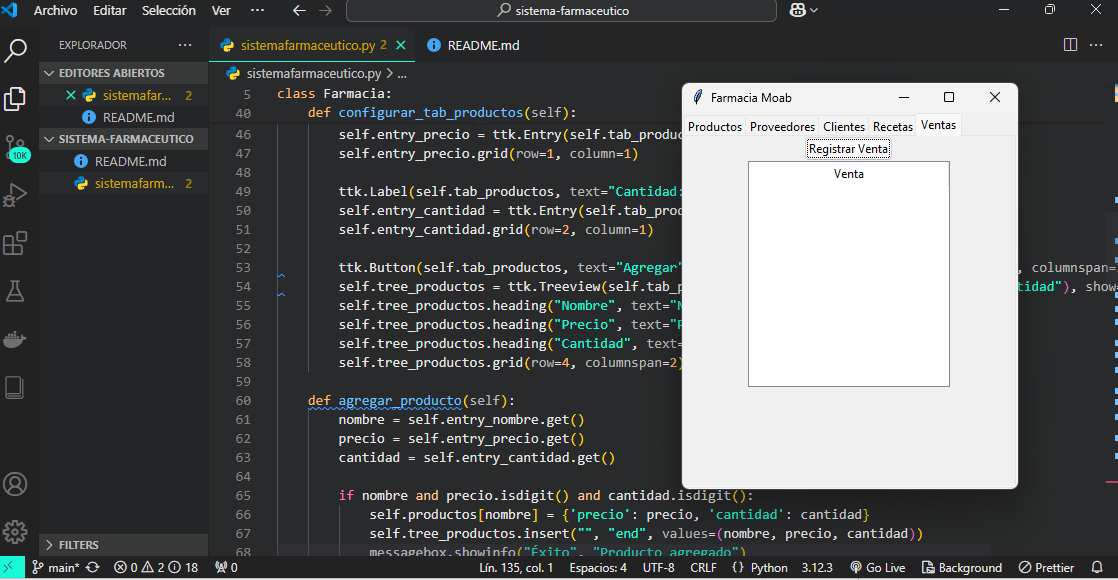 Archivo Editar Selección Ver ··· sistema-farmaceutico
EXPLORADOR ···
EDITORES ABIERTOS
sistemafar... 2
README.md
SISTEMA-FARMACEUTICO
README.md
sistemafarm... 2
10K
FILTERS
sistemafarmaceutico.py 2
README.md
sistemafarmaceutico.py > ...
5 class Farmacia:
40 def configurar_tab_productos(self):
46 self.entry_precio = ttk.Entry(self.tab_produc
47 self.entry_precio.grid(row=1, column=1)
48
49 ttk.Label(self.tab_productos, text="Cantidad:
50 self.entry_cantidad = ttk.Entry(self.tab_prod
51 self.entry_cantidad.grid(row=2, column=1)
52
53 ttk.Button(self.tab_productos, text="Agregar" , columnspan=
54 self.tree_productos = ttk.Treeview(self.tab_p tidad"), show=
55 self.tree_productos.heading("Nombre", text="N
56 self.tree_productos.heading("Precio", text="P
57 self.tree_productos.heading("Cantidad", text=
58 self.tree_productos.grid(row=4, columnspan=2)
59
60 def agregar_producto(self):
61 nombre = self.entry_nombre.get()
62 precio = self.entry_precio.get()
63 cantidad = self.entry_cantidad.get()
64
65 if nombre and precio.isdigit() and cantidad.isdigit():
66 self.productos[nombre] = {'precio': precio, 'cantidad': cantidad}
67 self.tree_productos.insert("", "end", values=(nombre, precio, cantidad))
68 messagebox.showinfo("Éxito", "Producto agregado")
Farmacia Moab
Productos Proveedores Clientes Recetas Ventas
Registrar Venta
Venta
main* 0 2 18 0 Lín. 135, col. 1 Espacios: 4 UTF-8 CRLF {} Python 3.12.3 Go Live Background Prettier